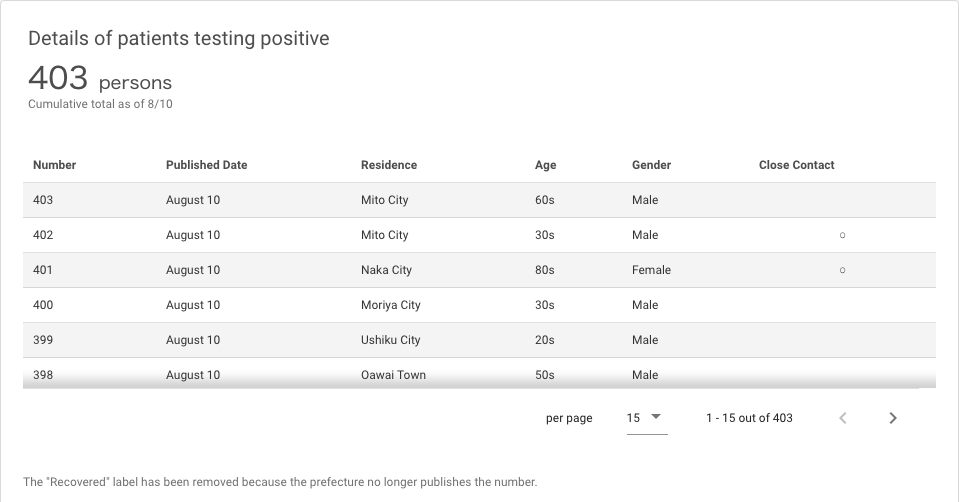 Details of patients testing positive
403 persons
Cumulative total as of 8/10
Number Published Date Residence Age Gender Close Contact
403 August 10 Mito City 60s Male
402 August 10 Mito City 30s Male ○
401 August 10 Naka City 80s Female ○
400 August 10 Moriya City 30s Male
399 August 10 Ushiku City 20s Male
398 August 10 Oawai Town 50s Male
per page 15 1 - 15 out of 403
The "Recovered" label has been removed because the prefecture no longer publishes the number.